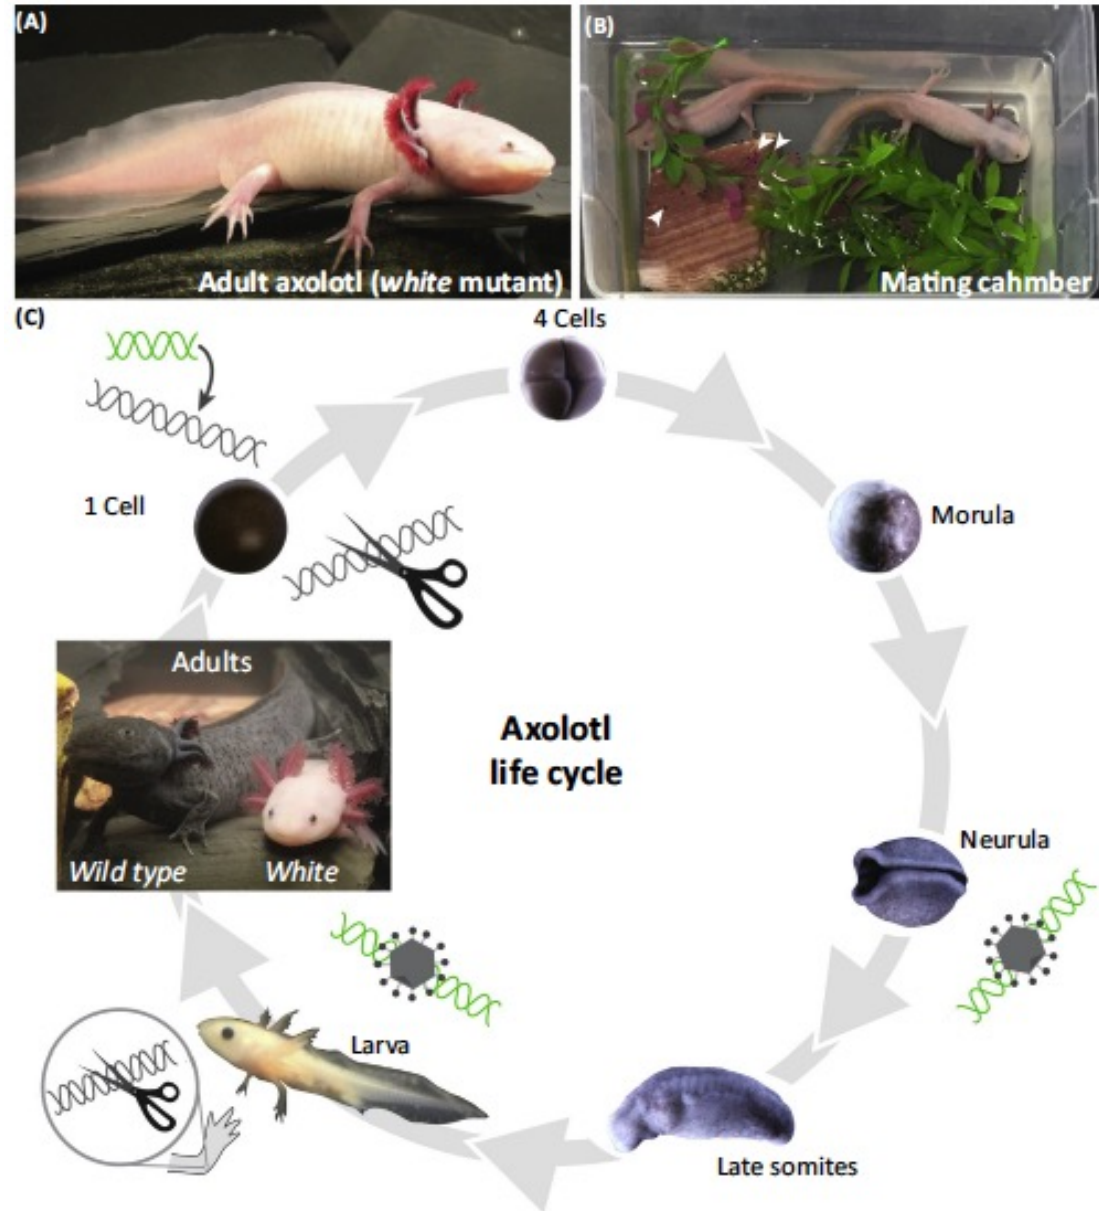 (A)
Adult axolotl (white mutant)
(B)
Mating cahmber
(C)
4 Cells
1 Cell
Morula
Adults
Axolotl
life cycle
Wild type
White
Neurula
Larva
Late somites